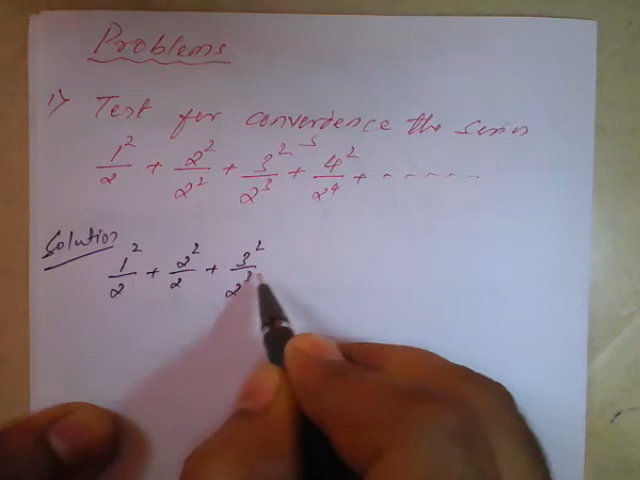 Problems
1) Test for convergence the series
1²/2 + 2²/2² + 3²/2³ + 4²/2⁴ + - - - - - -
Solution
1²/2 + 2²/2 + 3²/2³